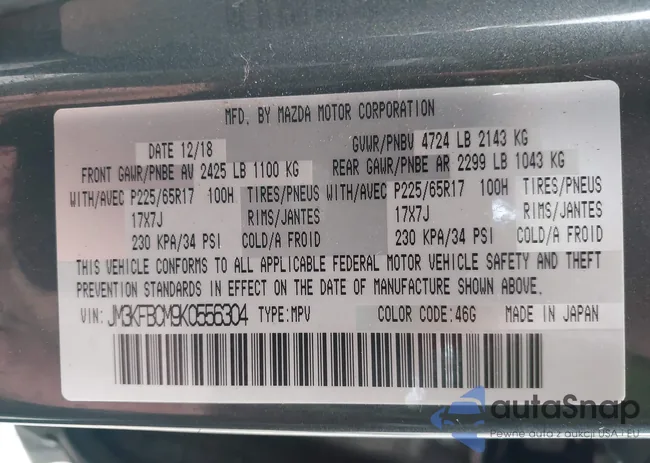 MFD. BY MAZDA MOTOR CORPORATION
DATE 12/18 GVWR/PNBV 4724 LB 2143 KG
FRONT GAWR/PNBE AV 2425 LB 1100 KG REAR GAWR/PNBE AR 2299 LB 1043 KG
WITH/AVEC P225/65R17 100H TIRES/PNEUS P225/65R17 100H TIRES/PNEUS
17X7J RIMS/JANTES 17X7J RIMS/JANTES
230 KPA/34 PSI COLD/A FROID 230 KPA/34 PSI COLD/A FROID
THIS VEHICLE CONFORMS TO ALL APPLICABLE FEDERAL MOTOR VEHICLE SAFETY AND THEFT
PREVENTION STANDARDS IN EFFECT ON THE DATE OF MANUFACTURE SHOWN ABOVE.
VIN: JM3KFBCM9K0556304 TYPE:MPV COLOR CODE:46G MADE IN JAPAN
autoSnap
Pewne auta z aukcji USA i EU